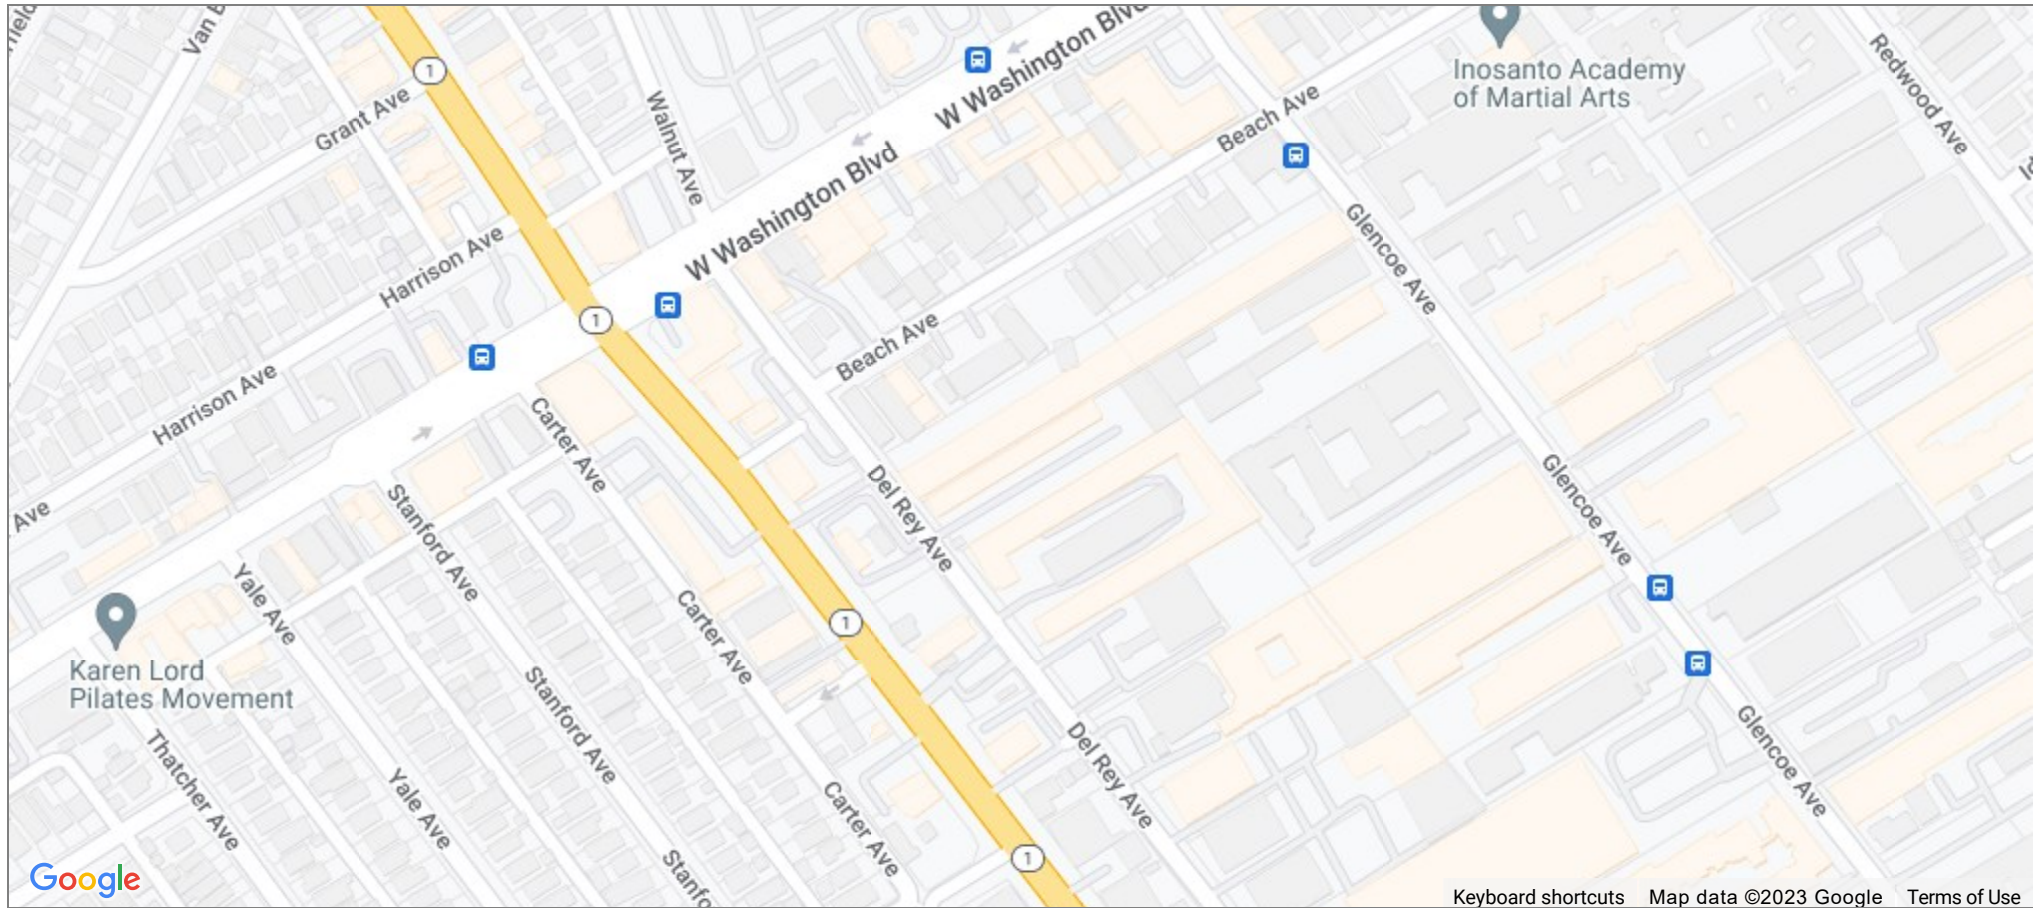 Van
1
Grant Ave
Walnut Ave
W Washington Blvd
Inosanto Academy
of Martial Arts
Redwood Ave
Beach Ave
W Washington Blvd
Harrison Ave
Glencoe Ave
1
Beach Ave
Harrison Ave
Carter Ave
Stanford Ave
Del Rey Ave
Glencoe Ave
Ave
Yale Ave
Carter Ave
1
Karen Lord
Pilates Movement
Stanford Ave
Del Rey Ave
Glencoe Ave
Thatcher Ave
Yale Ave
Carter Ave
Stanfo
1
Google
Keyboard shortcuts Map data ©2023 Google Terms of Use